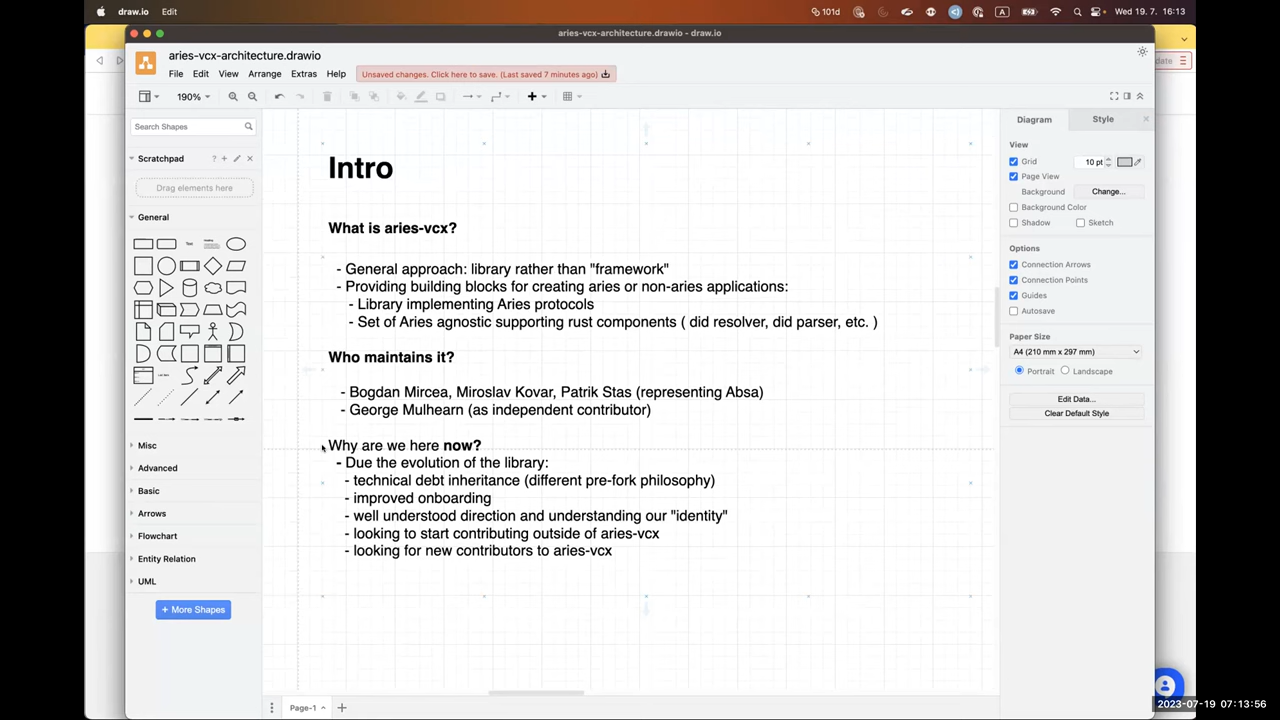 draw.io Edit
101d
A
Wed 19. 7. 16:13
aries-vcx-architecture.drawio - draw.io
aries-vcx-architecture.drawio
File Edit View Arrange Extras Help
Unsaved changes. Click here to save. (Last saved 7 minutes ago)
date
190%
Search Shapes
Scratchpad
?
Drag elements here
General
Text
Misc
Advanced
Basic
Arrows
Flowchart
Entity Relation
UML
+ More Shapes
Intro
What is aries-vcx?
- General approach: library rather than "framework"
- Providing building blocks for creating aries or non-aries applications:
- Library implementing Aries protocols
- Set of Aries agnostic supporting rust components ( did resolver, did parser, etc. )
Who maintains it?
- Bogdan Mircea, Miroslav Kovar, Patrik Stas (representing Absa)
- George Mulhearn (as independent contributor)
Why are we here now?
- Due the evolution of the library:
- technical debt inheritance (different pre-fork philosophy)
- improved onboarding
- well understood direction and understanding our "identity"
- looking to start contributing outside of aries-vcx
- looking for new contributors to aries-vcx
Diagram Style
View
Grid 10 pt
Page View
Background Change...
Background Color
Shadow Sketch
Options
Connection Arrows
Connection Points
Guides
Autosave
Paper Size
A4 (210 mm x 297 mm)
Portrait Landscape
Edit Data...
Clear Default Style
Page-1
2023-07-19 07:13:56